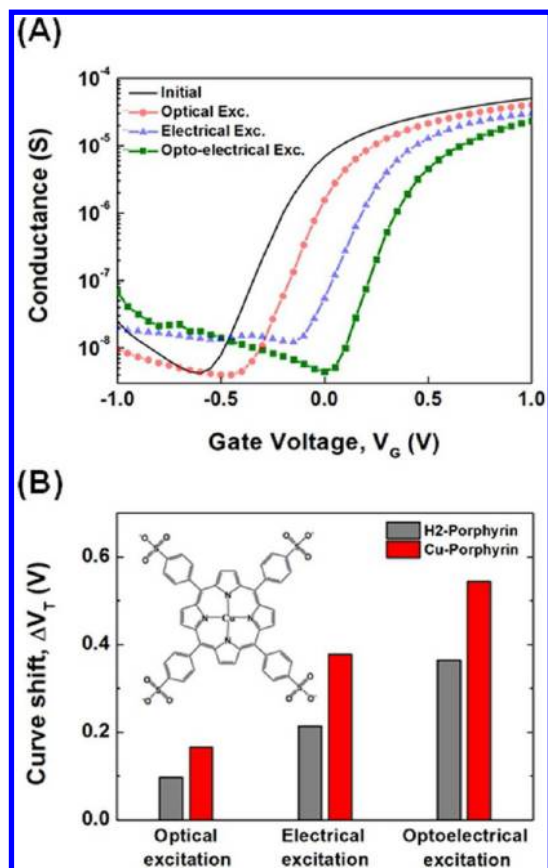 (A)
Conductance (S)
10⁻⁴
10⁻⁵
10⁻⁶
10⁻⁷
10⁻⁸
Initial
Optical Exc.
Electrical Exc.
Opto-electrical Exc.
-1.0 -0.5 0.0 0.5 1.0
Gate Voltage, V_G (V)
(B)
Curve shift, ΔV_T (V)
0.6
0.4
0.2
0.0
H2-Porphyrin
Cu-Porphyrin
O O⁻ S O
⁻O O S O
N
N Cu N
N
O S O O⁻
⁻O O S O
Optical Electrical Optoelectrical
excitation excitation excitation